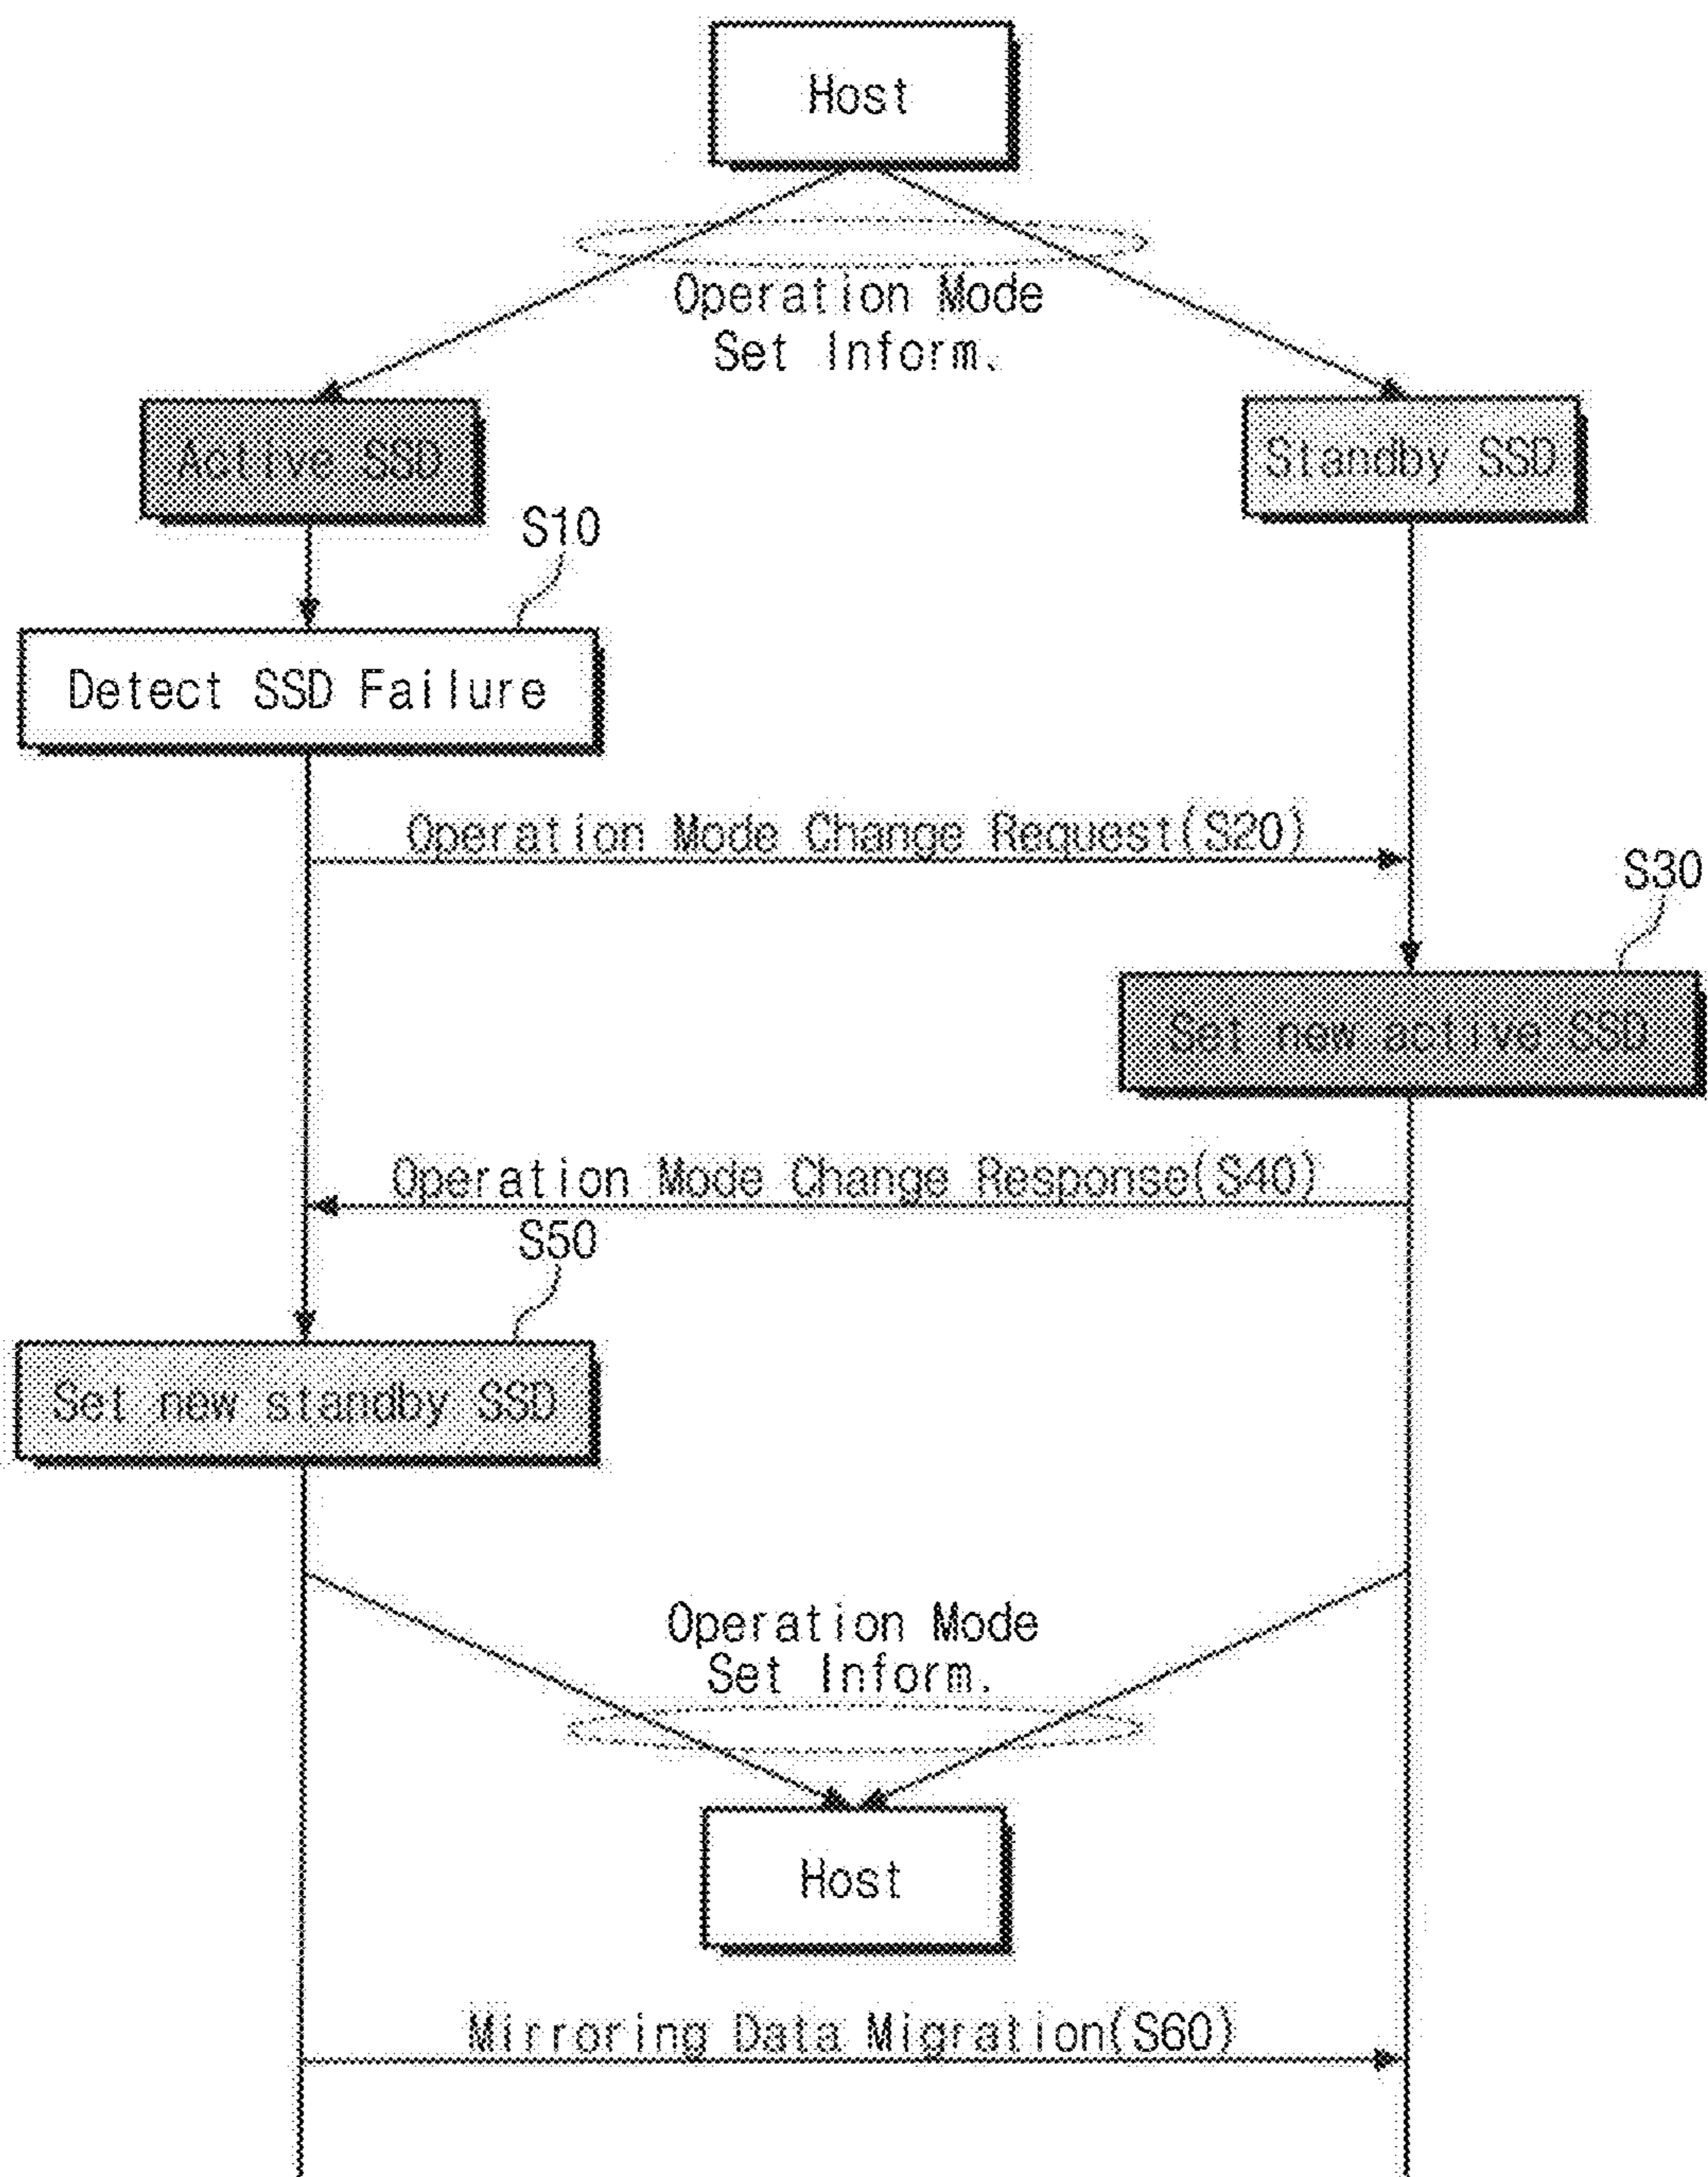 Host
Operation Mode
Set Inform.
Active SSD
Standby SSD
S10
Detect SSD Failure
Operation Mode Change Request(S20)
S30
Set new active SSD
Operation Mode Change Response(S40)
S50
Set new standby SSD
Operation Mode
Set Inform.
Host
Mirroring Data Migration(S60)